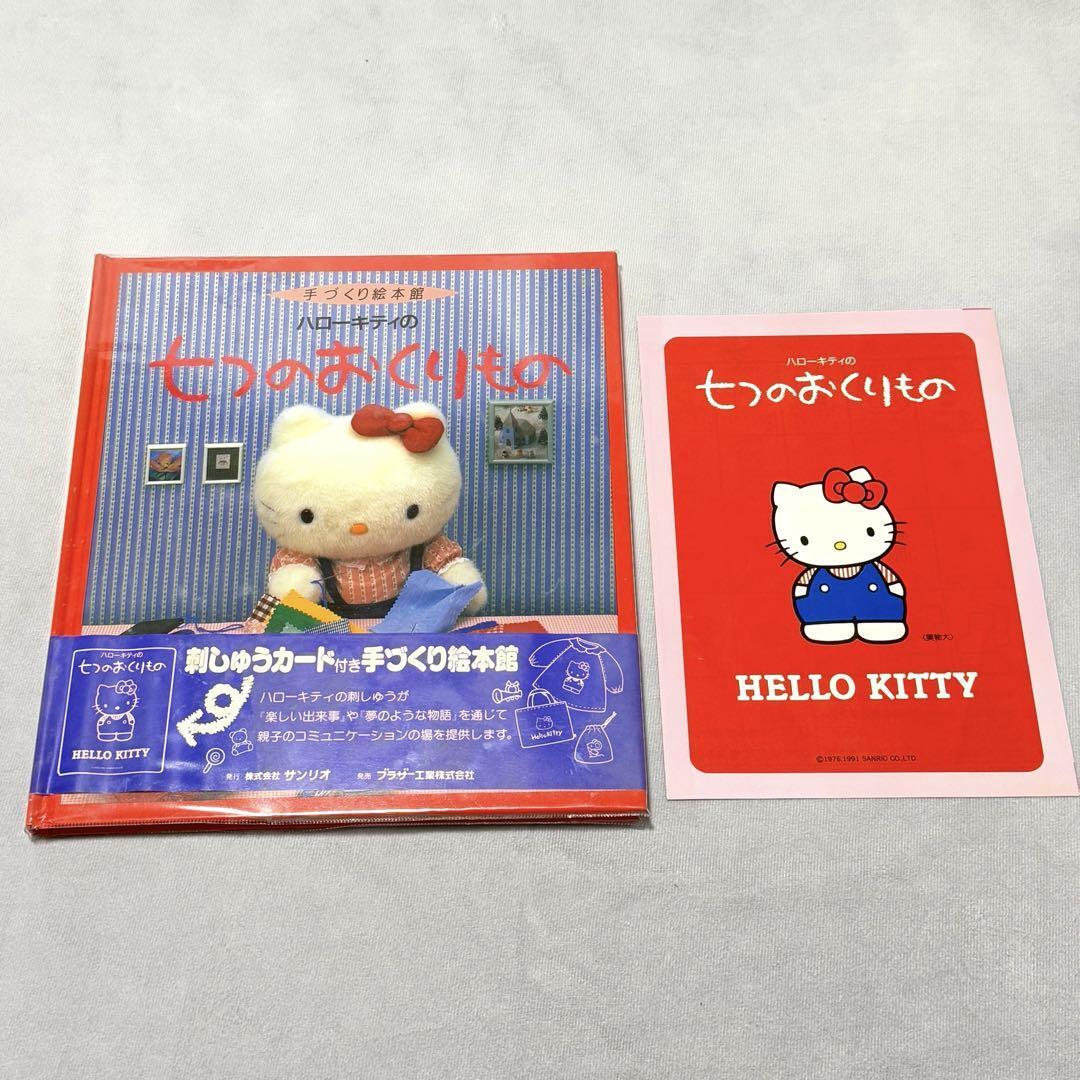 手づくり絵本館
ハローキティの
七つのおくりもの
ハローキティの
七つのおくりもの
HELLO KITTY
刺しゅうカード付き手づくり絵本館
ハローキティの刺しゅうが
『楽しい出来事』や『夢のような物語』を通じて
親子のコミュニケーションの場を提供します。
発行 株式会社 サンリオ 発売 ブラザー工業株式会社
Hello Kitty
ハローキティの
七つのおくりもの
〈実物大〉
HELLO KITTY
©1976,1991 SANRIO CO.,LTD.